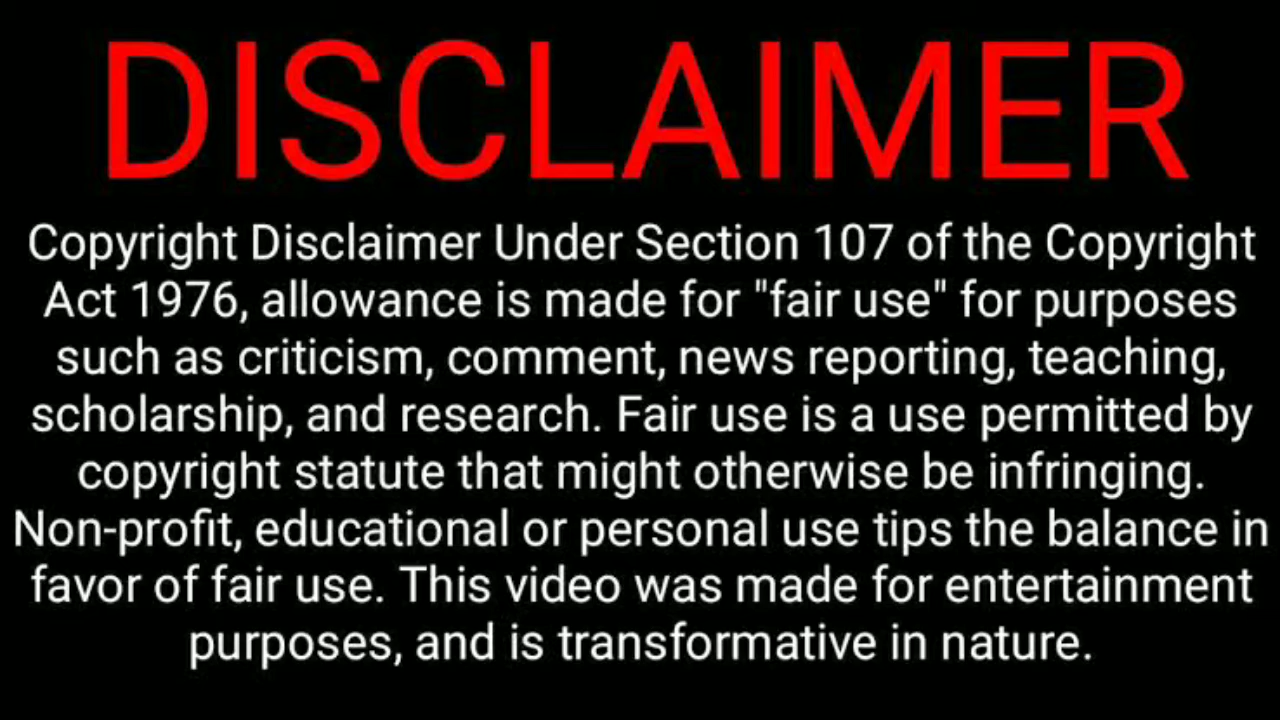 DISCLAIMER
Copyright Disclaimer Under Section 107 of the Copyright
Act 1976, allowance is made for "fair use" for purposes
such as criticism, comment, news reporting, teaching,
scholarship, and research. Fair use is a use permitted by
copyright statute that might otherwise be infringing.
Non-profit, educational or personal use tips the balance in
favor of fair use. This video was made for entertainment
purposes, and is transformative in nature.